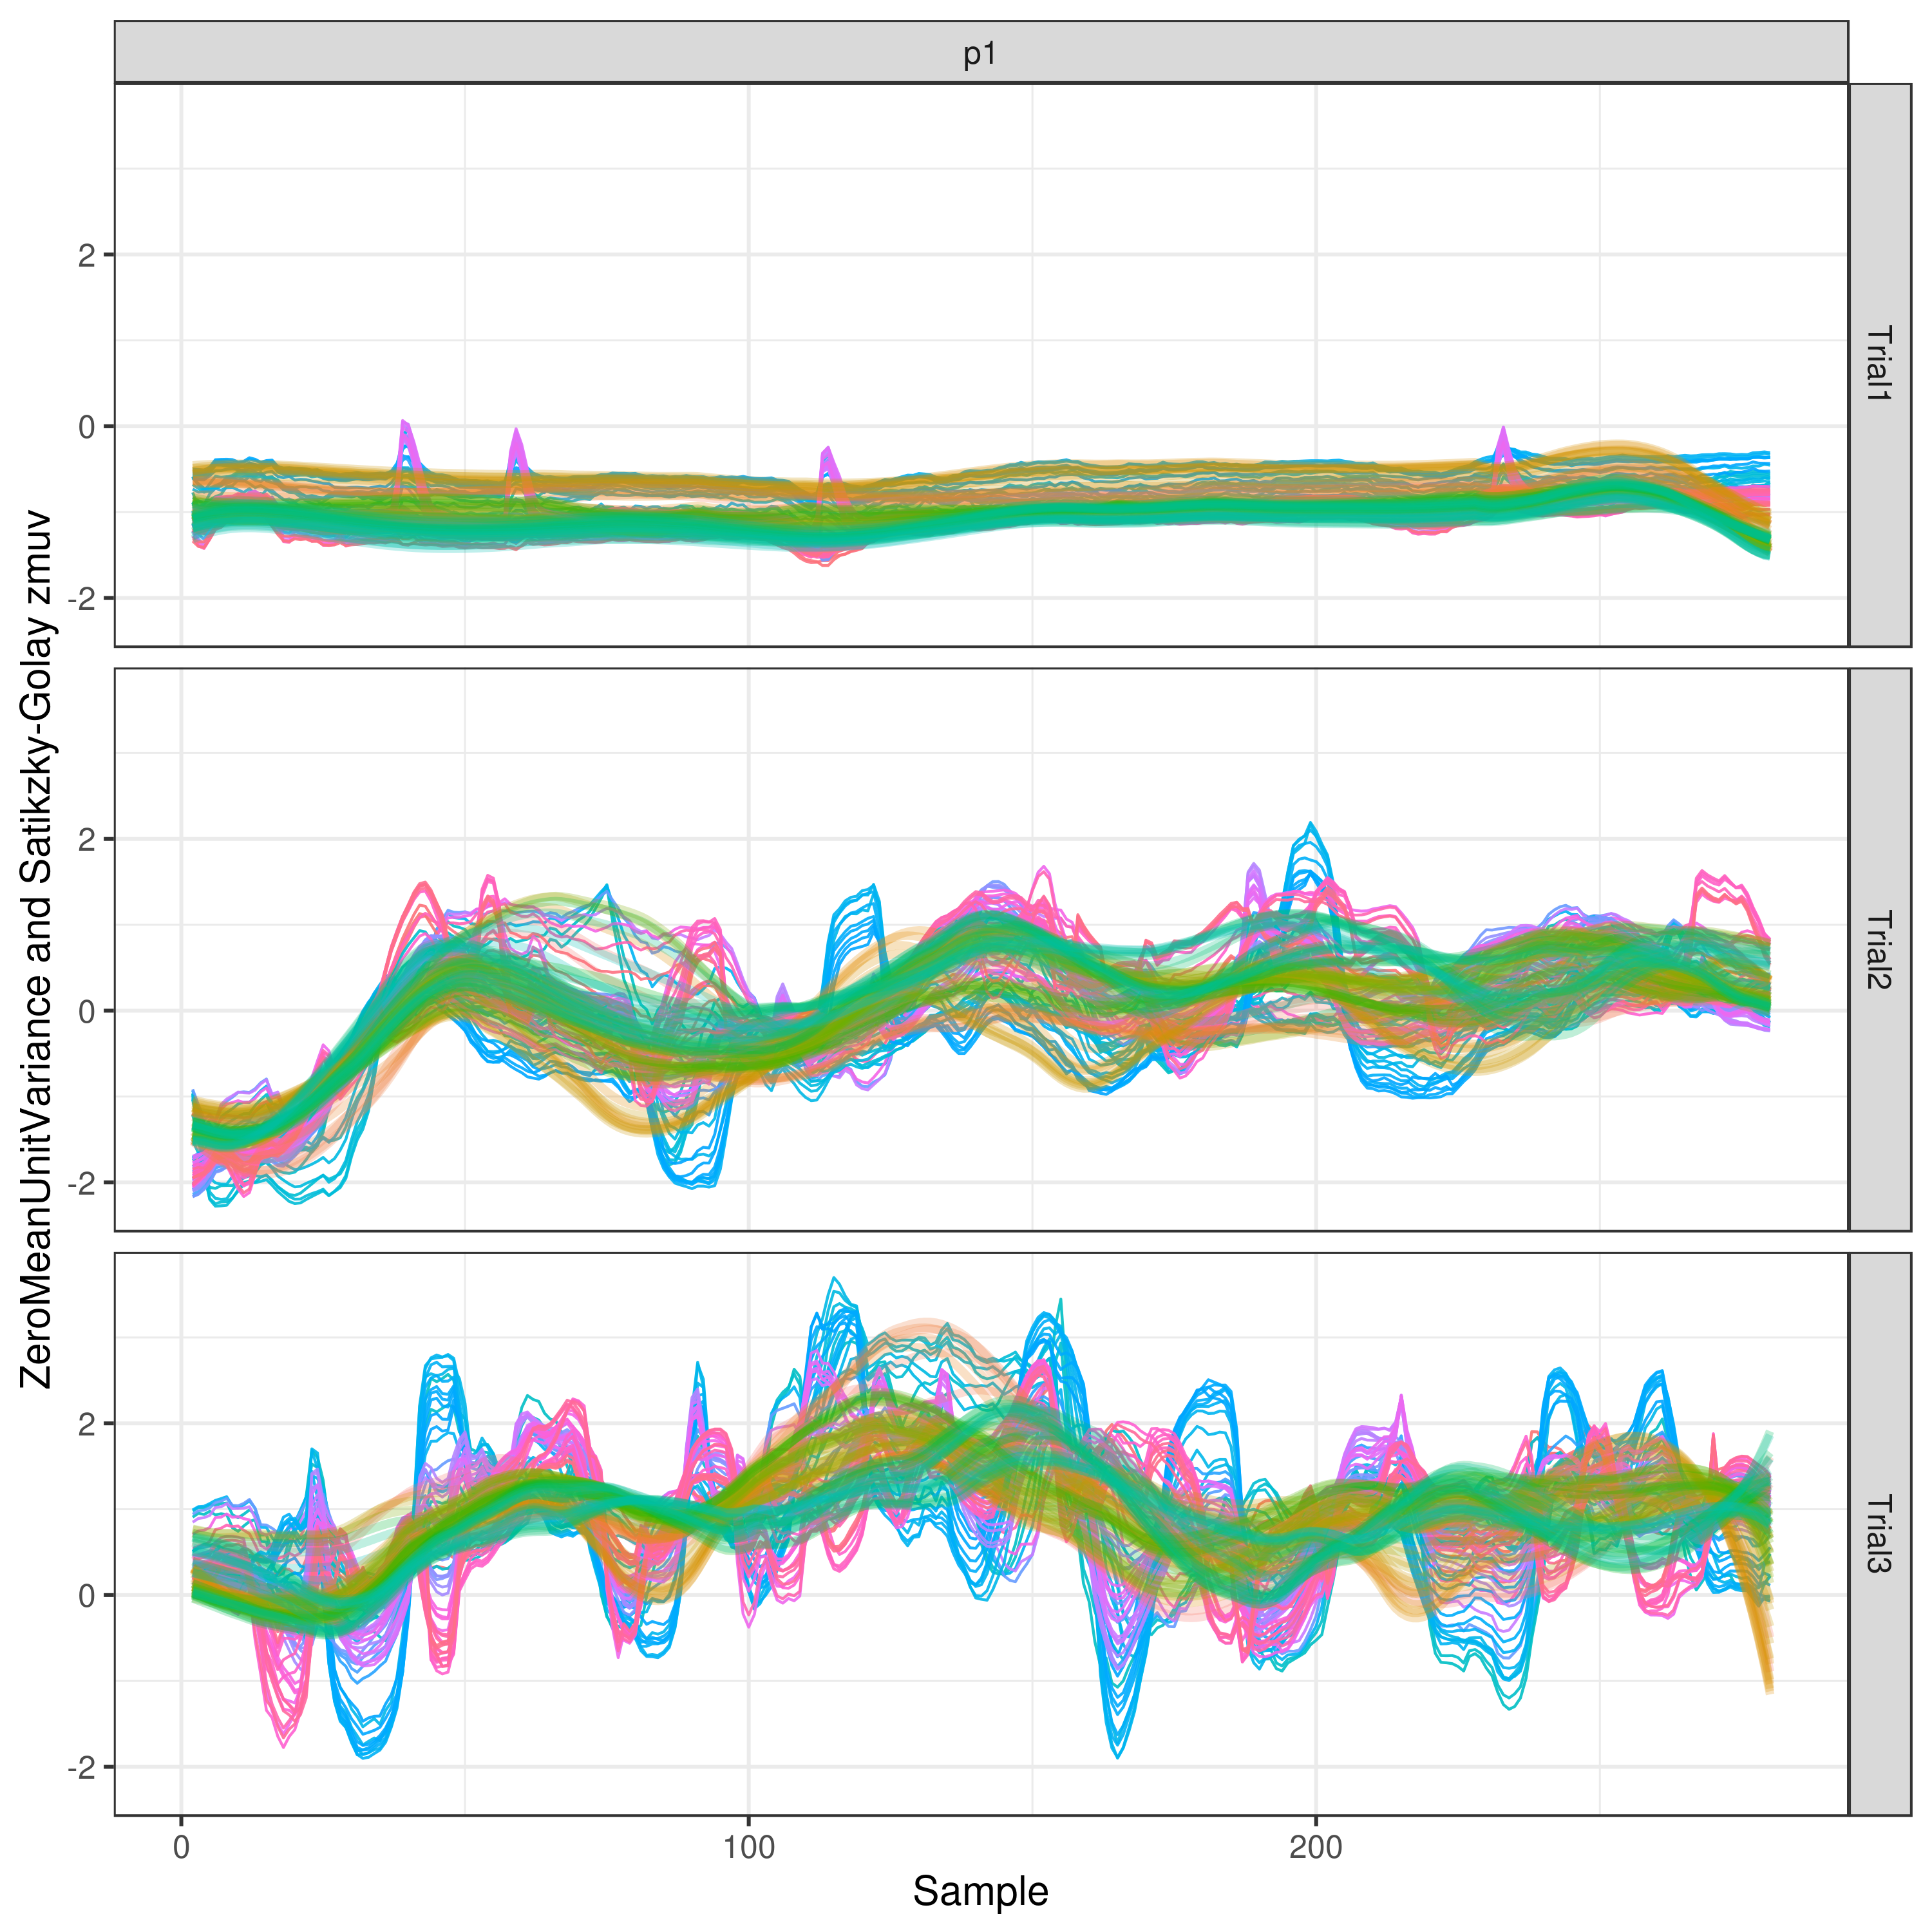 p1
Trial1
2
0
-2
Trial2
2
0
-2
Trial3
2
0
-2
0 100 200
Sample
ZeroMeanUnitVariance and Satikzky-Golay zmuv